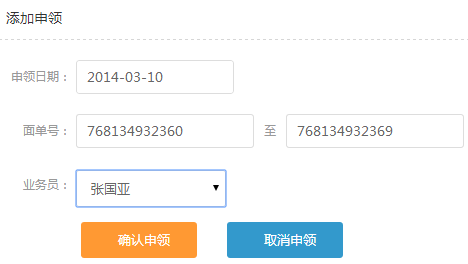 添加申领
申领日期： 2014-03-10
面单号： 768134932360 至 768134932369
业务员： 张国亚
确认申领 取消申领